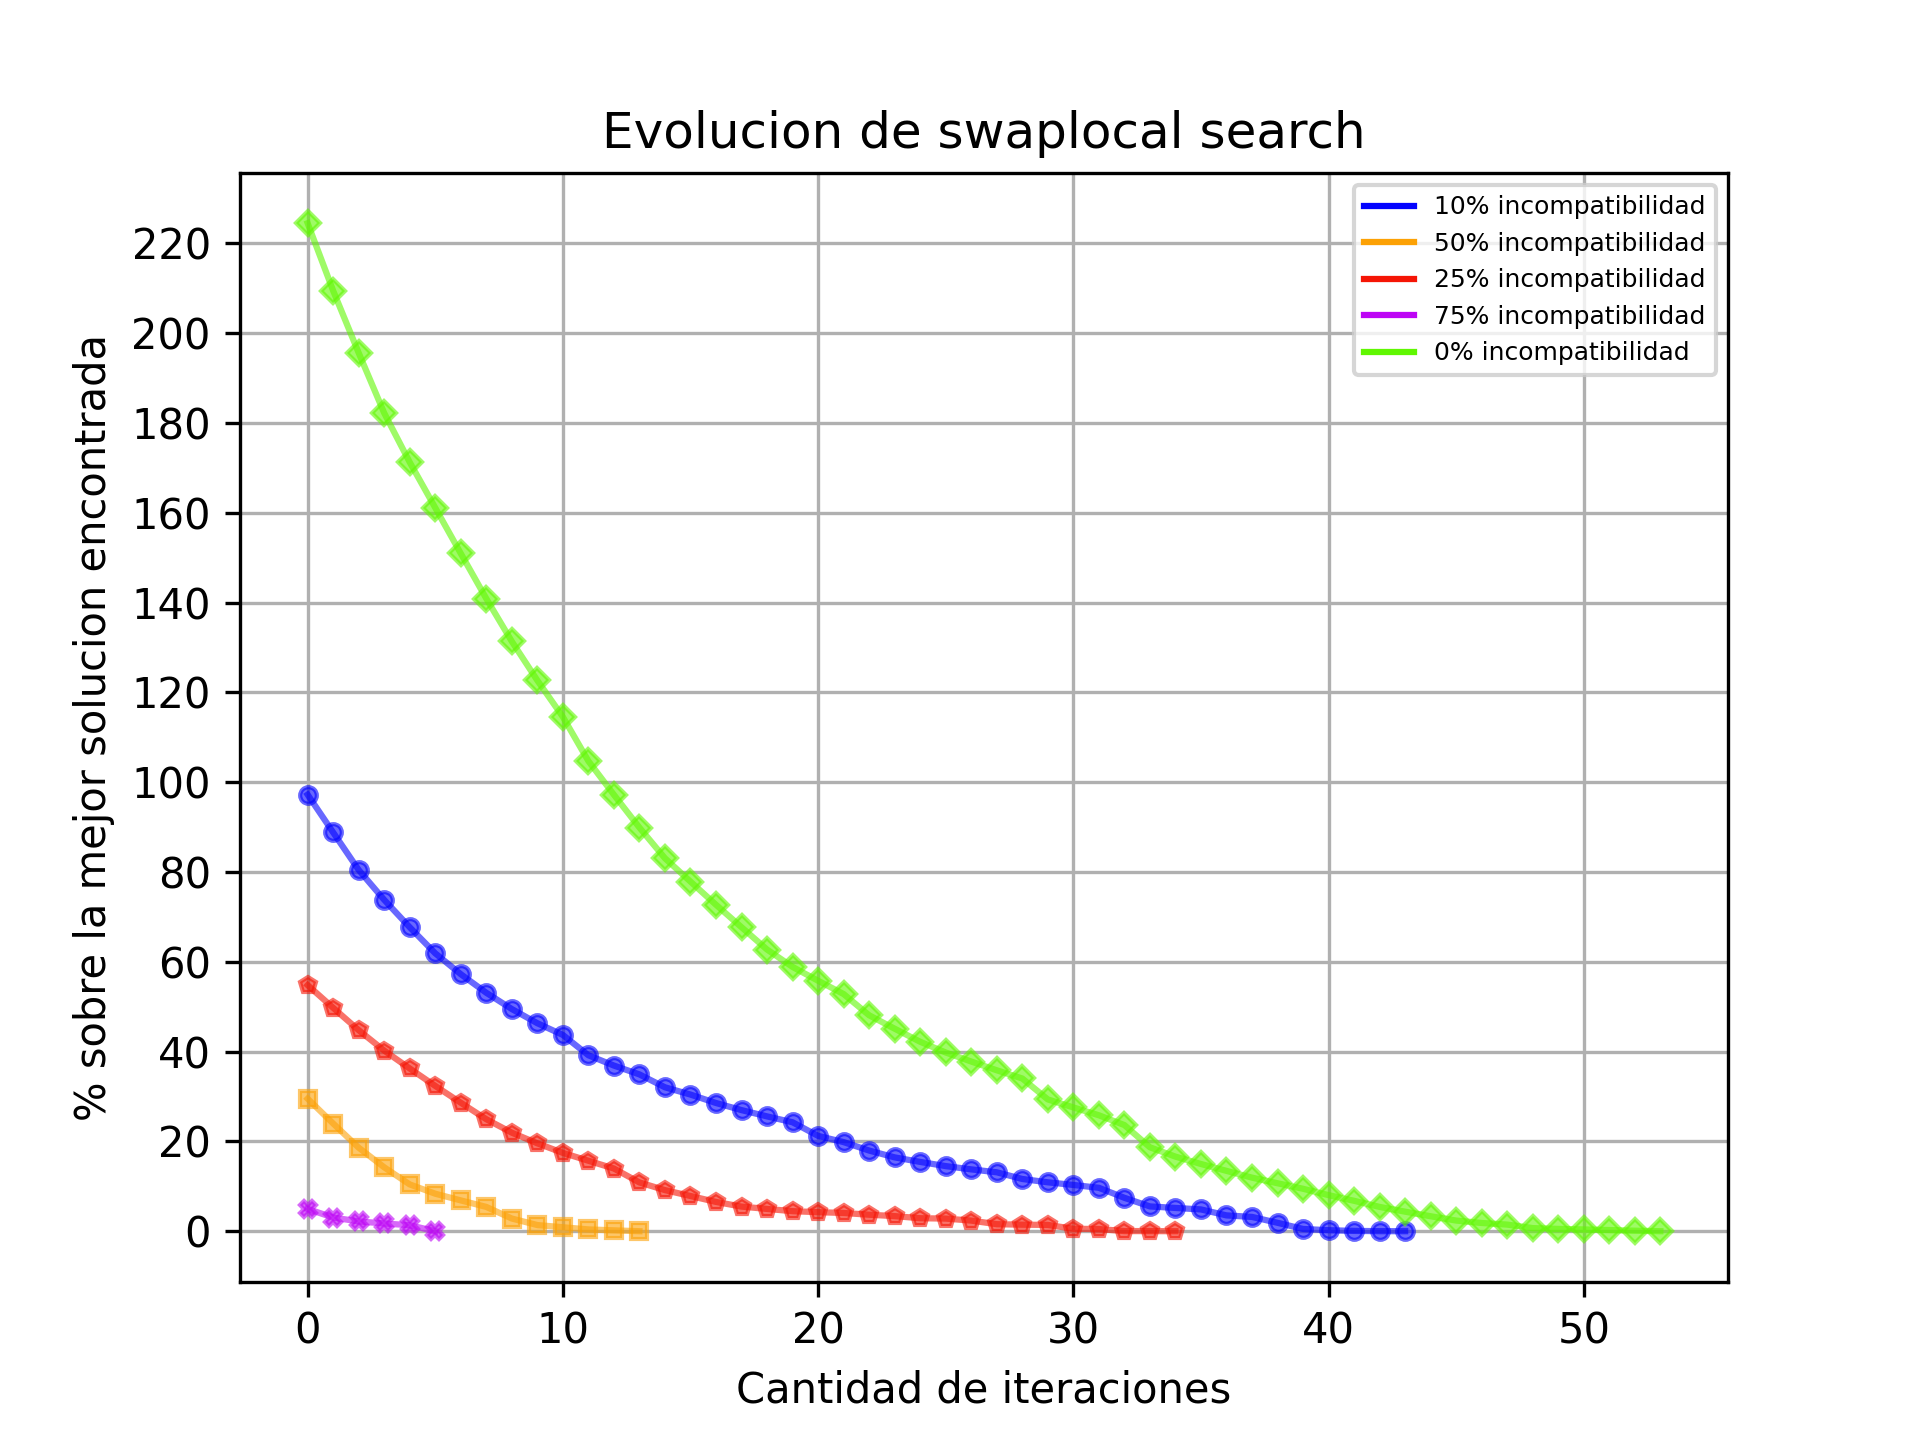 Evolucion de swaplocal search
% sobre la mejor solucion encontrada
220
200
180
160
140
120
100
80
60
40
20
0
10% incompatibilidad
50% incompatibilidad
25% incompatibilidad
75% incompatibilidad
0% incompatibilidad
0 10 20 30 40 50
Cantidad de iteraciones